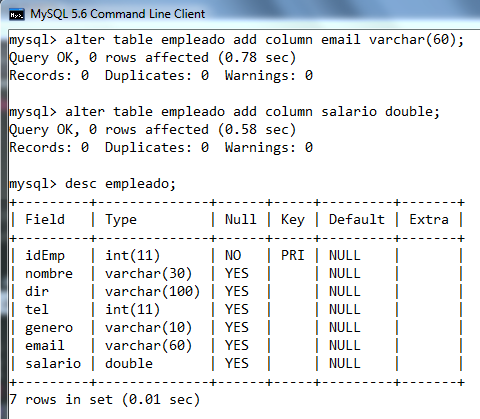 MySQL 5.6 Command Line Client
mysql> alter table empleado add column email varchar(60);
Query OK, 0 rows affected (0.78 sec)
Records: 0  Duplicates: 0  Warnings: 0

mysql> alter table empleado add column salario double;
Query OK, 0 rows affected (0.58 sec)
Records: 0  Duplicates: 0  Warnings: 0

mysql> desc empleado;
+---------+--------------+------+-----+---------+-------+
| Field   | Type         | Null | Key | Default | Extra |
+---------+--------------+------+-----+---------+-------+
| idEmp   | int(11)      | NO   | PRI | NULL    |       |
| nombre  | varchar(30)  | YES  |     | NULL    |       |
| dir     | varchar(100) | YES  |     | NULL    |       |
| tel     | int(11)      | YES  |     | NULL    |       |
| genero  | varchar(10)  | YES  |     | NULL    |       |
| email   | varchar(60)  | YES  |     | NULL    |       |
| salario | double       | YES  |     | NULL    |       |
+---------+--------------+------+-----+---------+-------+
7 rows in set (0.01 sec)